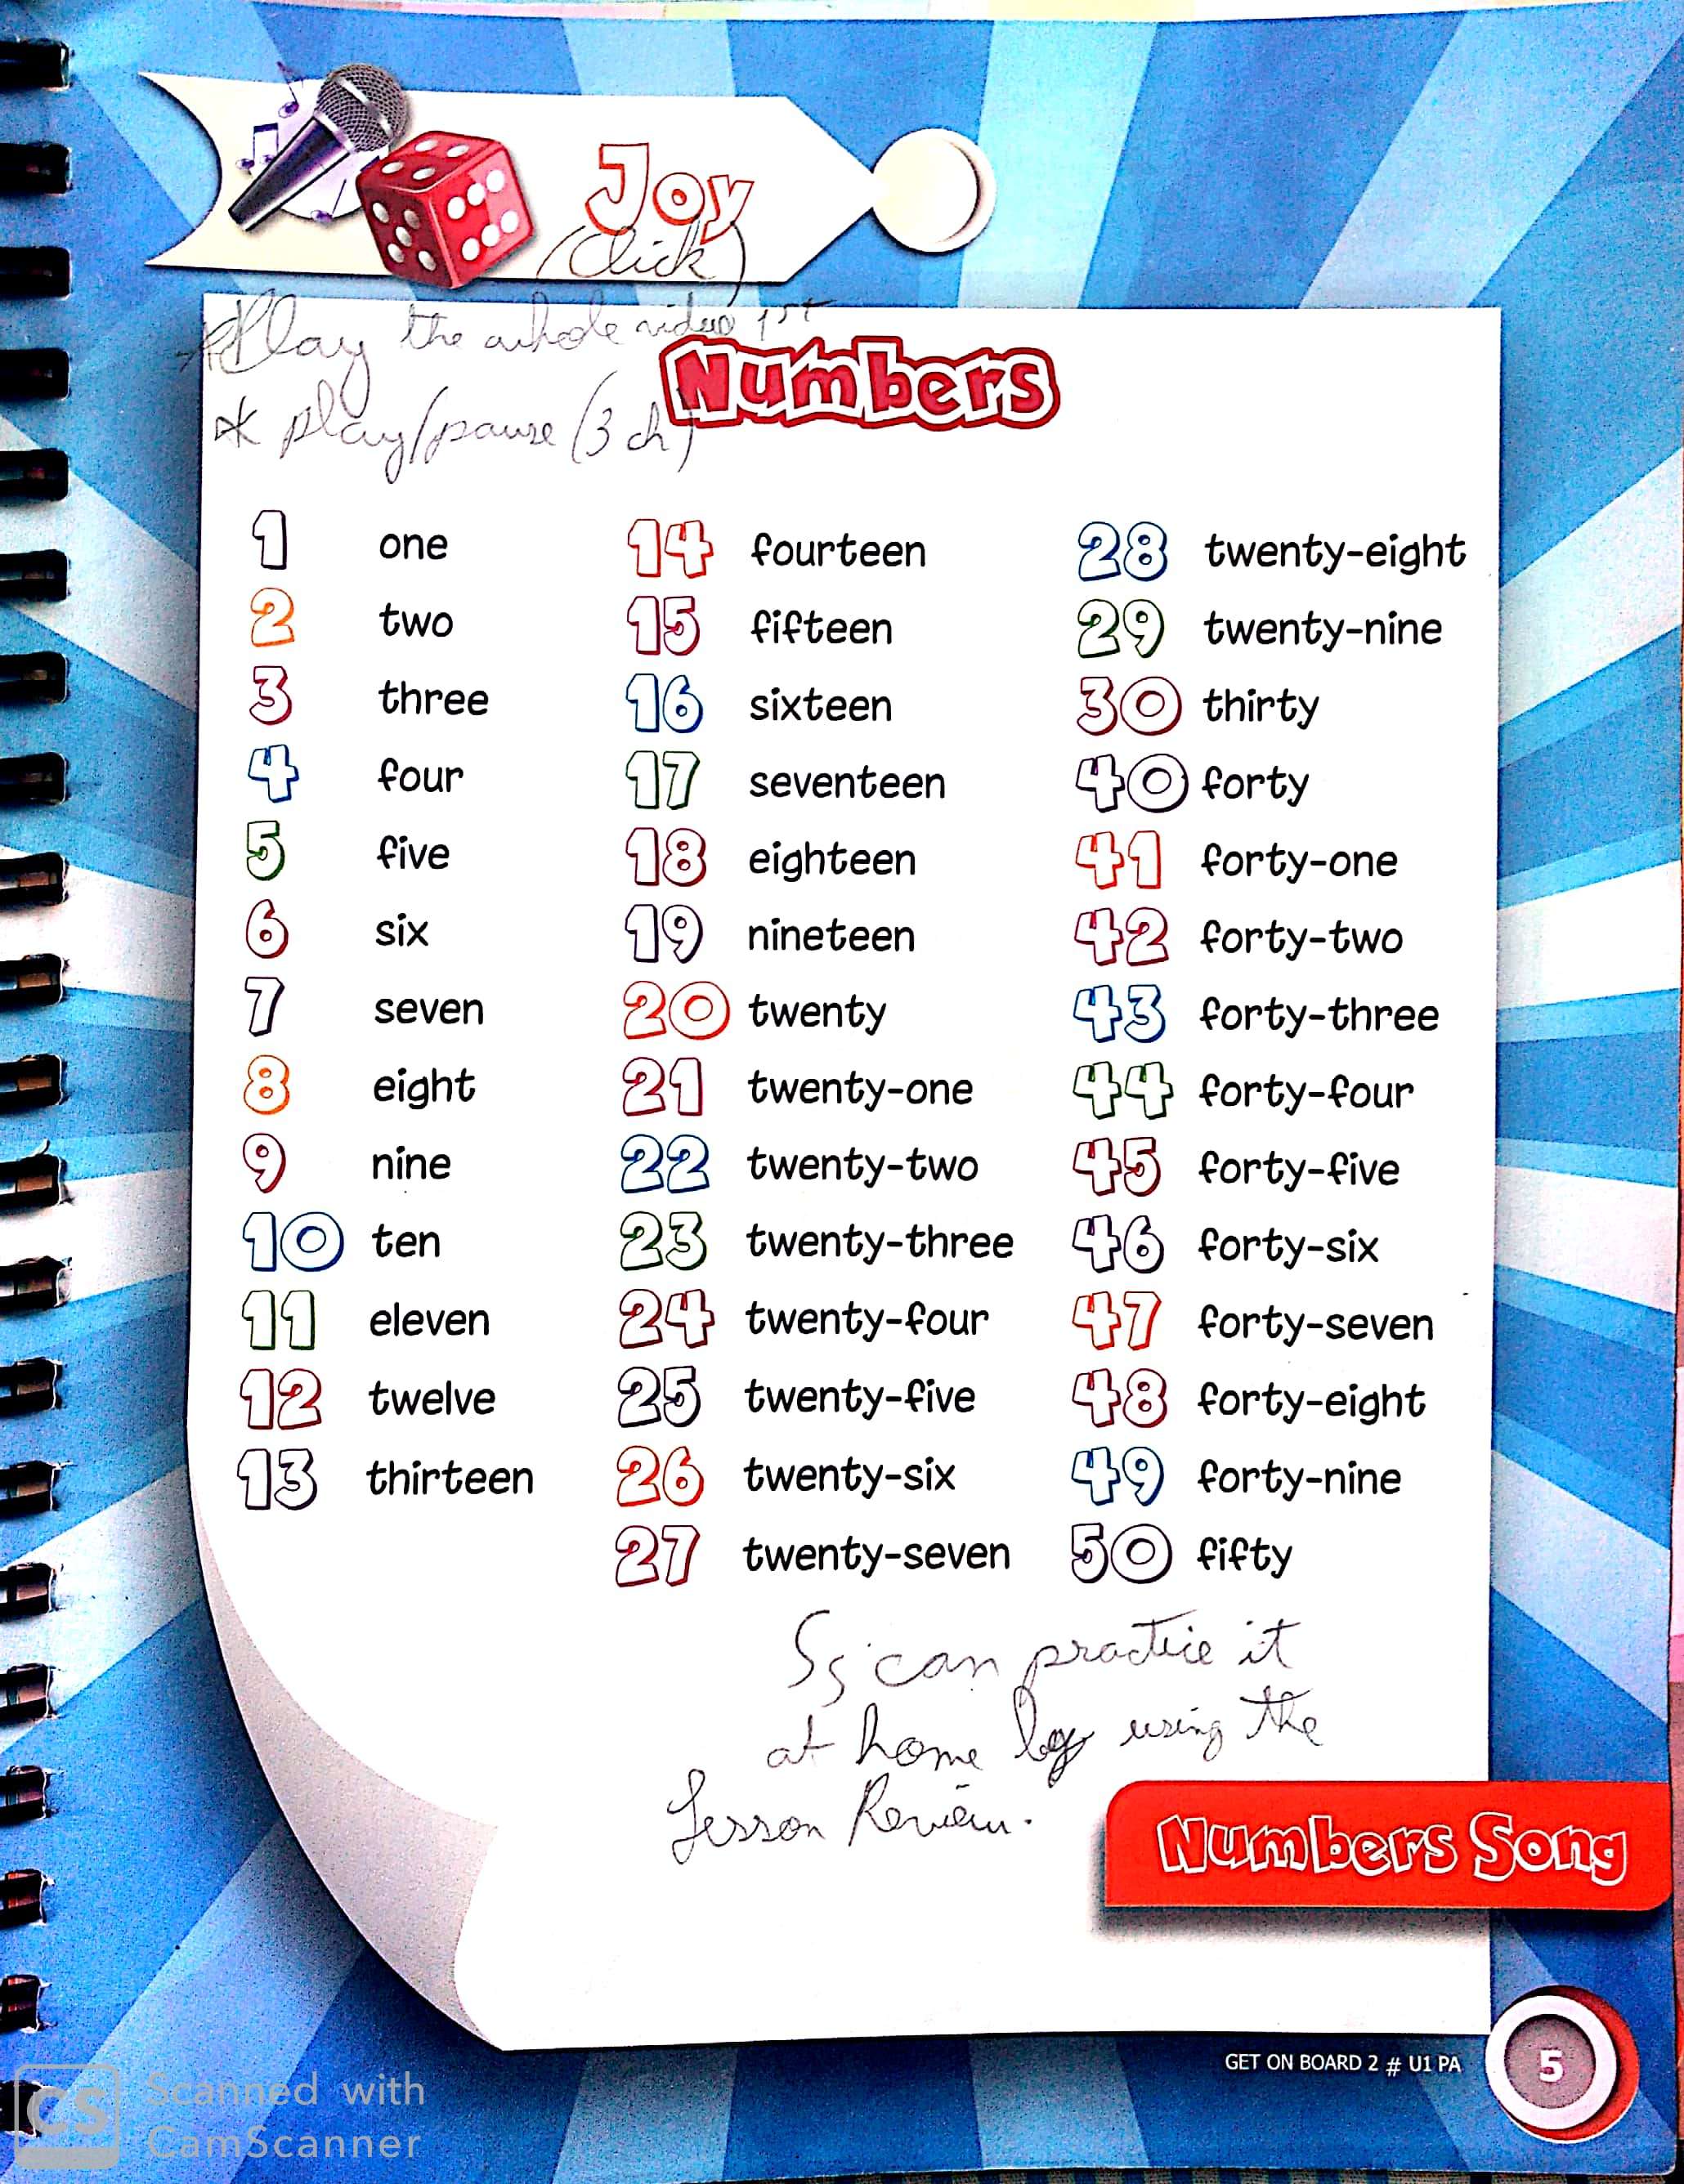 Joy
(Click)
*Play the whole video 1st
* play/pause (3 ch)
Numbers
1 one
2 two
3 three
4 four
5 five
6 six
7 seven
8 eight
9 nine
10 ten
11 eleven
12 twelve
13 thirteen
14 fourteen
15 fifteen
16 sixteen
17 seventeen
18 eighteen
19 nineteen
20 twenty
21 twenty-one
22 twenty-two
23 twenty-three
24 twenty-four
25 twenty-five
26 twenty-six
27 twenty-seven
28 twenty-eight
29 twenty-nine
30 thirty
40 forty
41 forty-one
42 forty-two
43 forty-three
44 forty-four
45 forty-five
46 forty-six
47 forty-seven
48 forty-eight
49 forty-nine
50 fifty
Ss can practice it
at home by using the
Lesson Review.
Numbers Song
GET ON BOARD 2 # U1 PA
5
CS
Scanned with
CamScanner